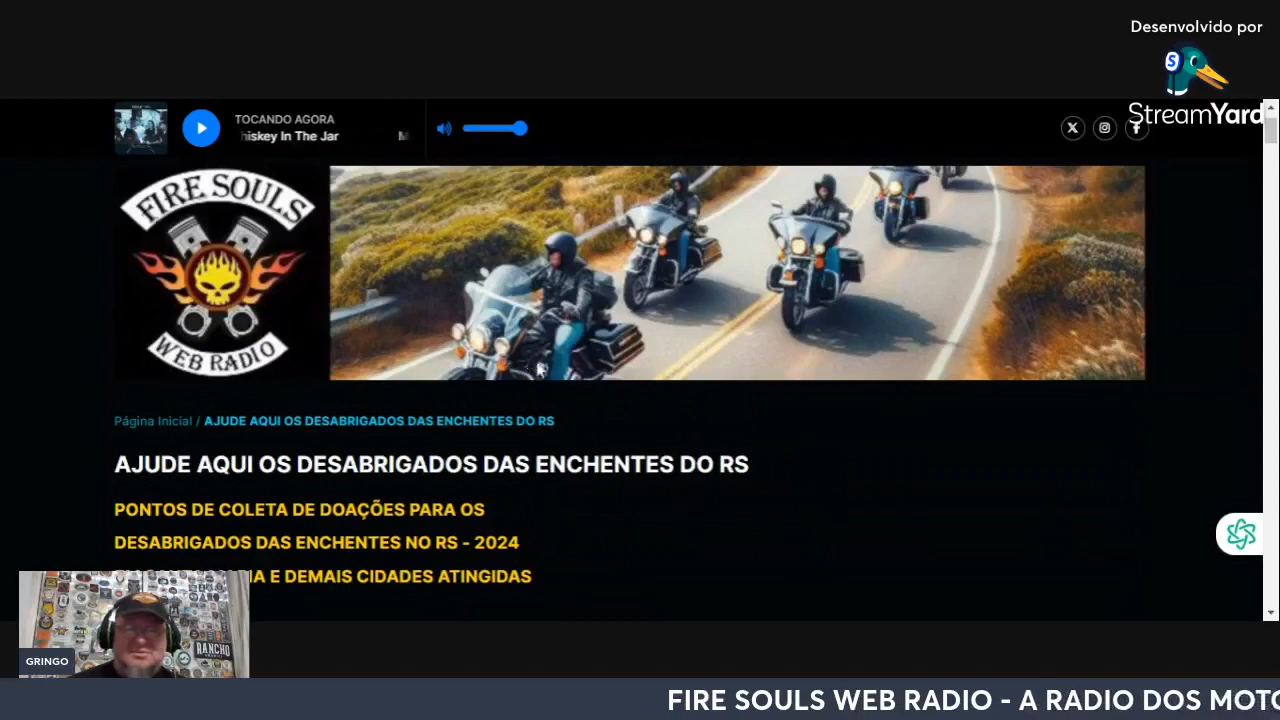 Desenvolvido por
StreamYard
TOCANDO AGORA
hiskey In The Jar
M
FIRE SOULS
WEB RADIO
Página Inicial / AJUDE AQUI OS DESABRIGADOS DAS ENCHENTES DO RS
AJUDE AQUI OS DESABRIGADOS DAS ENCHENTES DO RS
PONTOS DE COLETA DE DOAÇÕES PARA OS
DESABRIGADOS DAS ENCHENTES NO RS - 2024
IA E DEMAIS CIDADES ATINGIDAS
RANCHO
GRINGO
FIRE SOULS WEB RADIO - A RADIO DOS MOTO